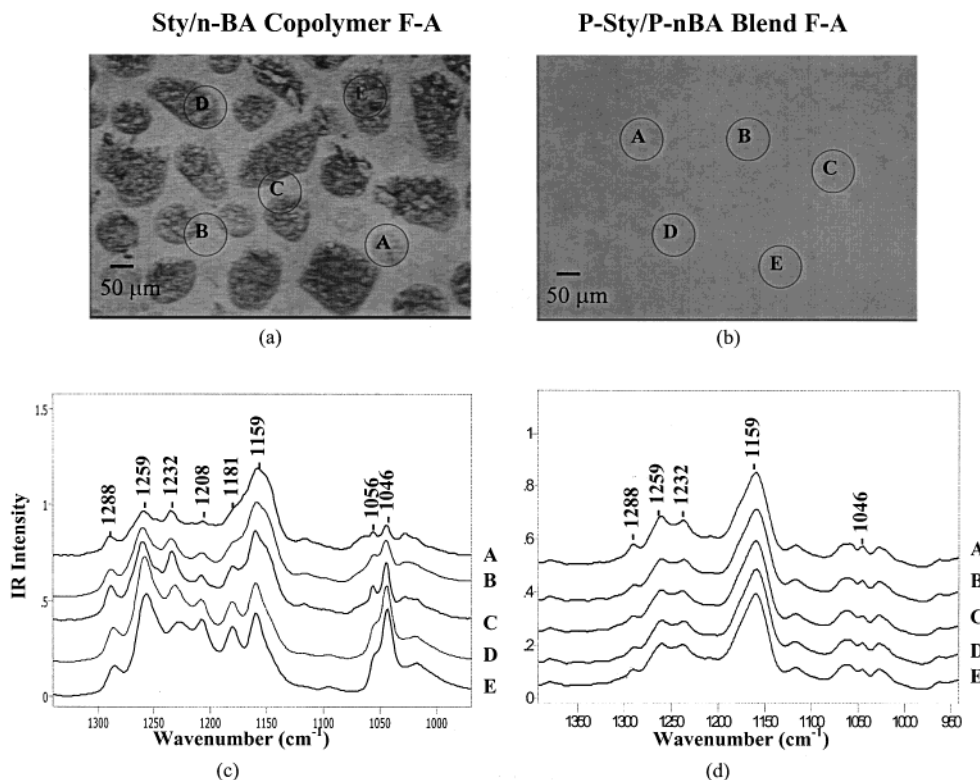 Sty/n-BA Copolymer F-A
P-Sty/P-nBA Blend F-A
D
E
C
B
A
50 μm
A
B
C
D
E
50 μm
(a)
(b)
1.5
1
.5
0
IR Intensity
1288
1259
1232
1208
1181
1159
1056
1046
A
B
C
D
E
1300
1250
1200
1150
1100
1050
1000
Wavenumber (cm-1)
(c)
1
.8
.6
.4
.2
0
1288
1259
1232
1159
1046
A
B
C
D
E
1350
1300
1250
1200
1150
1100
1050
1000
950
Wavenumber (cm-1)
(d)